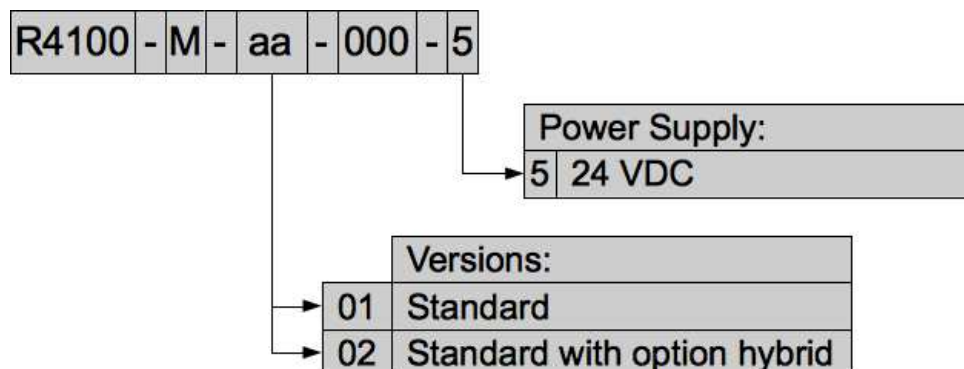 R4100 - M - aa - 000 - 5
Power Supply:
5 24 VDC
Versions:
01 Standard
02 Standard with option hybrid